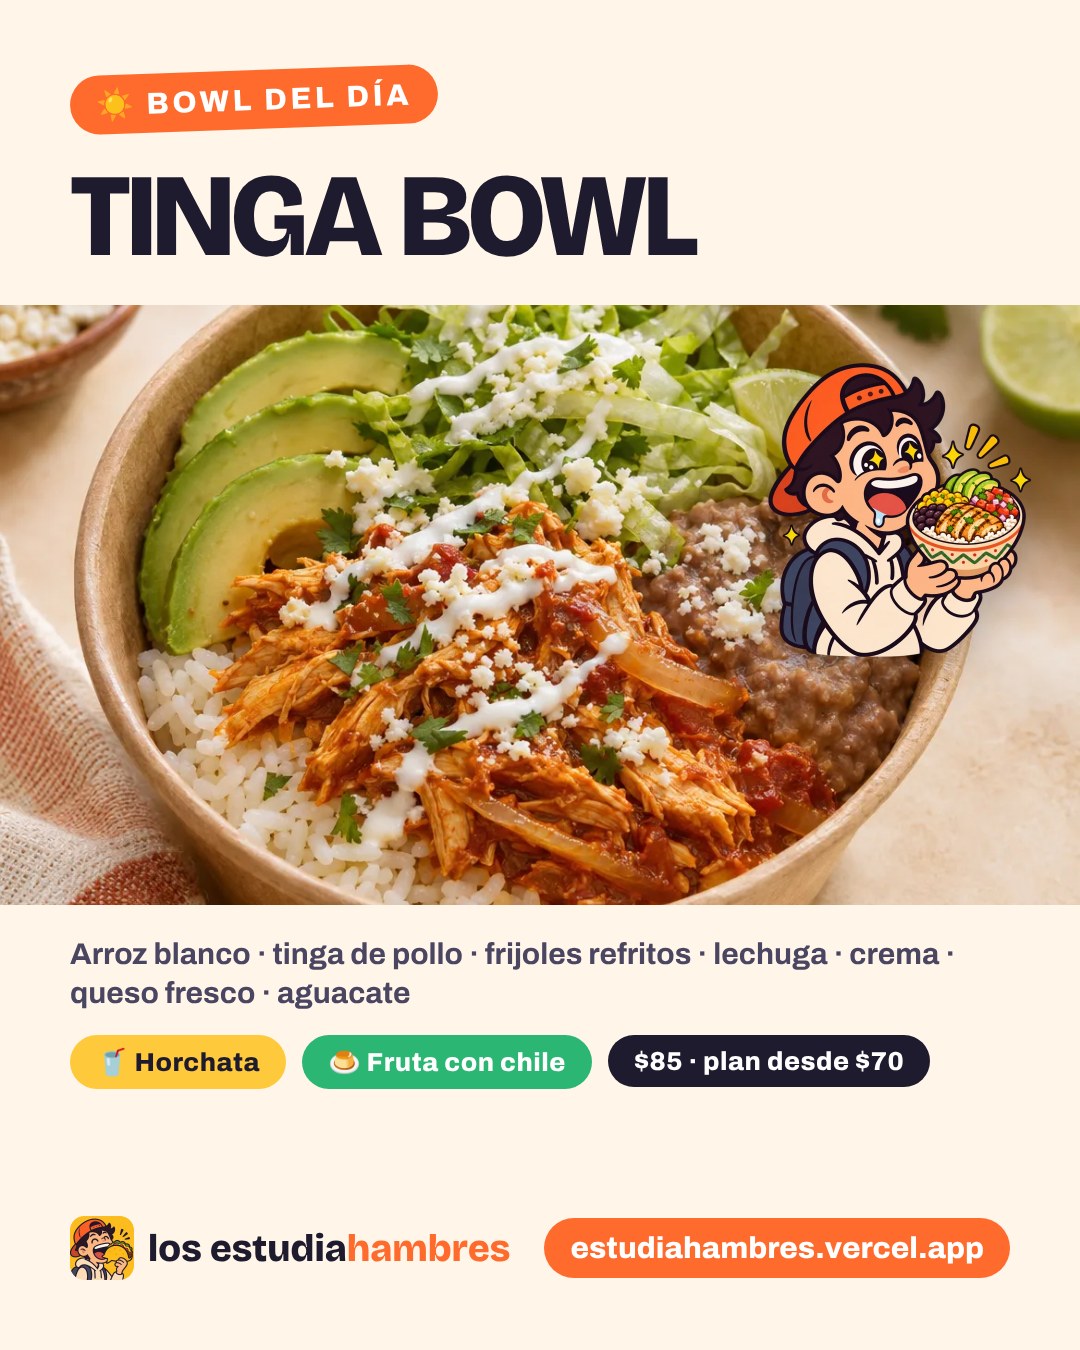 ☀️ BOWL DEL DÍA
TINGA BOWL
Arroz blanco · tinga de pollo · frijoles refritos · lechuga · crema ·
queso fresco · aguacate
🥤 Horchata
🍮 Fruta con chile
$85 · plan desde $70
los estudiahambres
estudiahambres.vercel.app